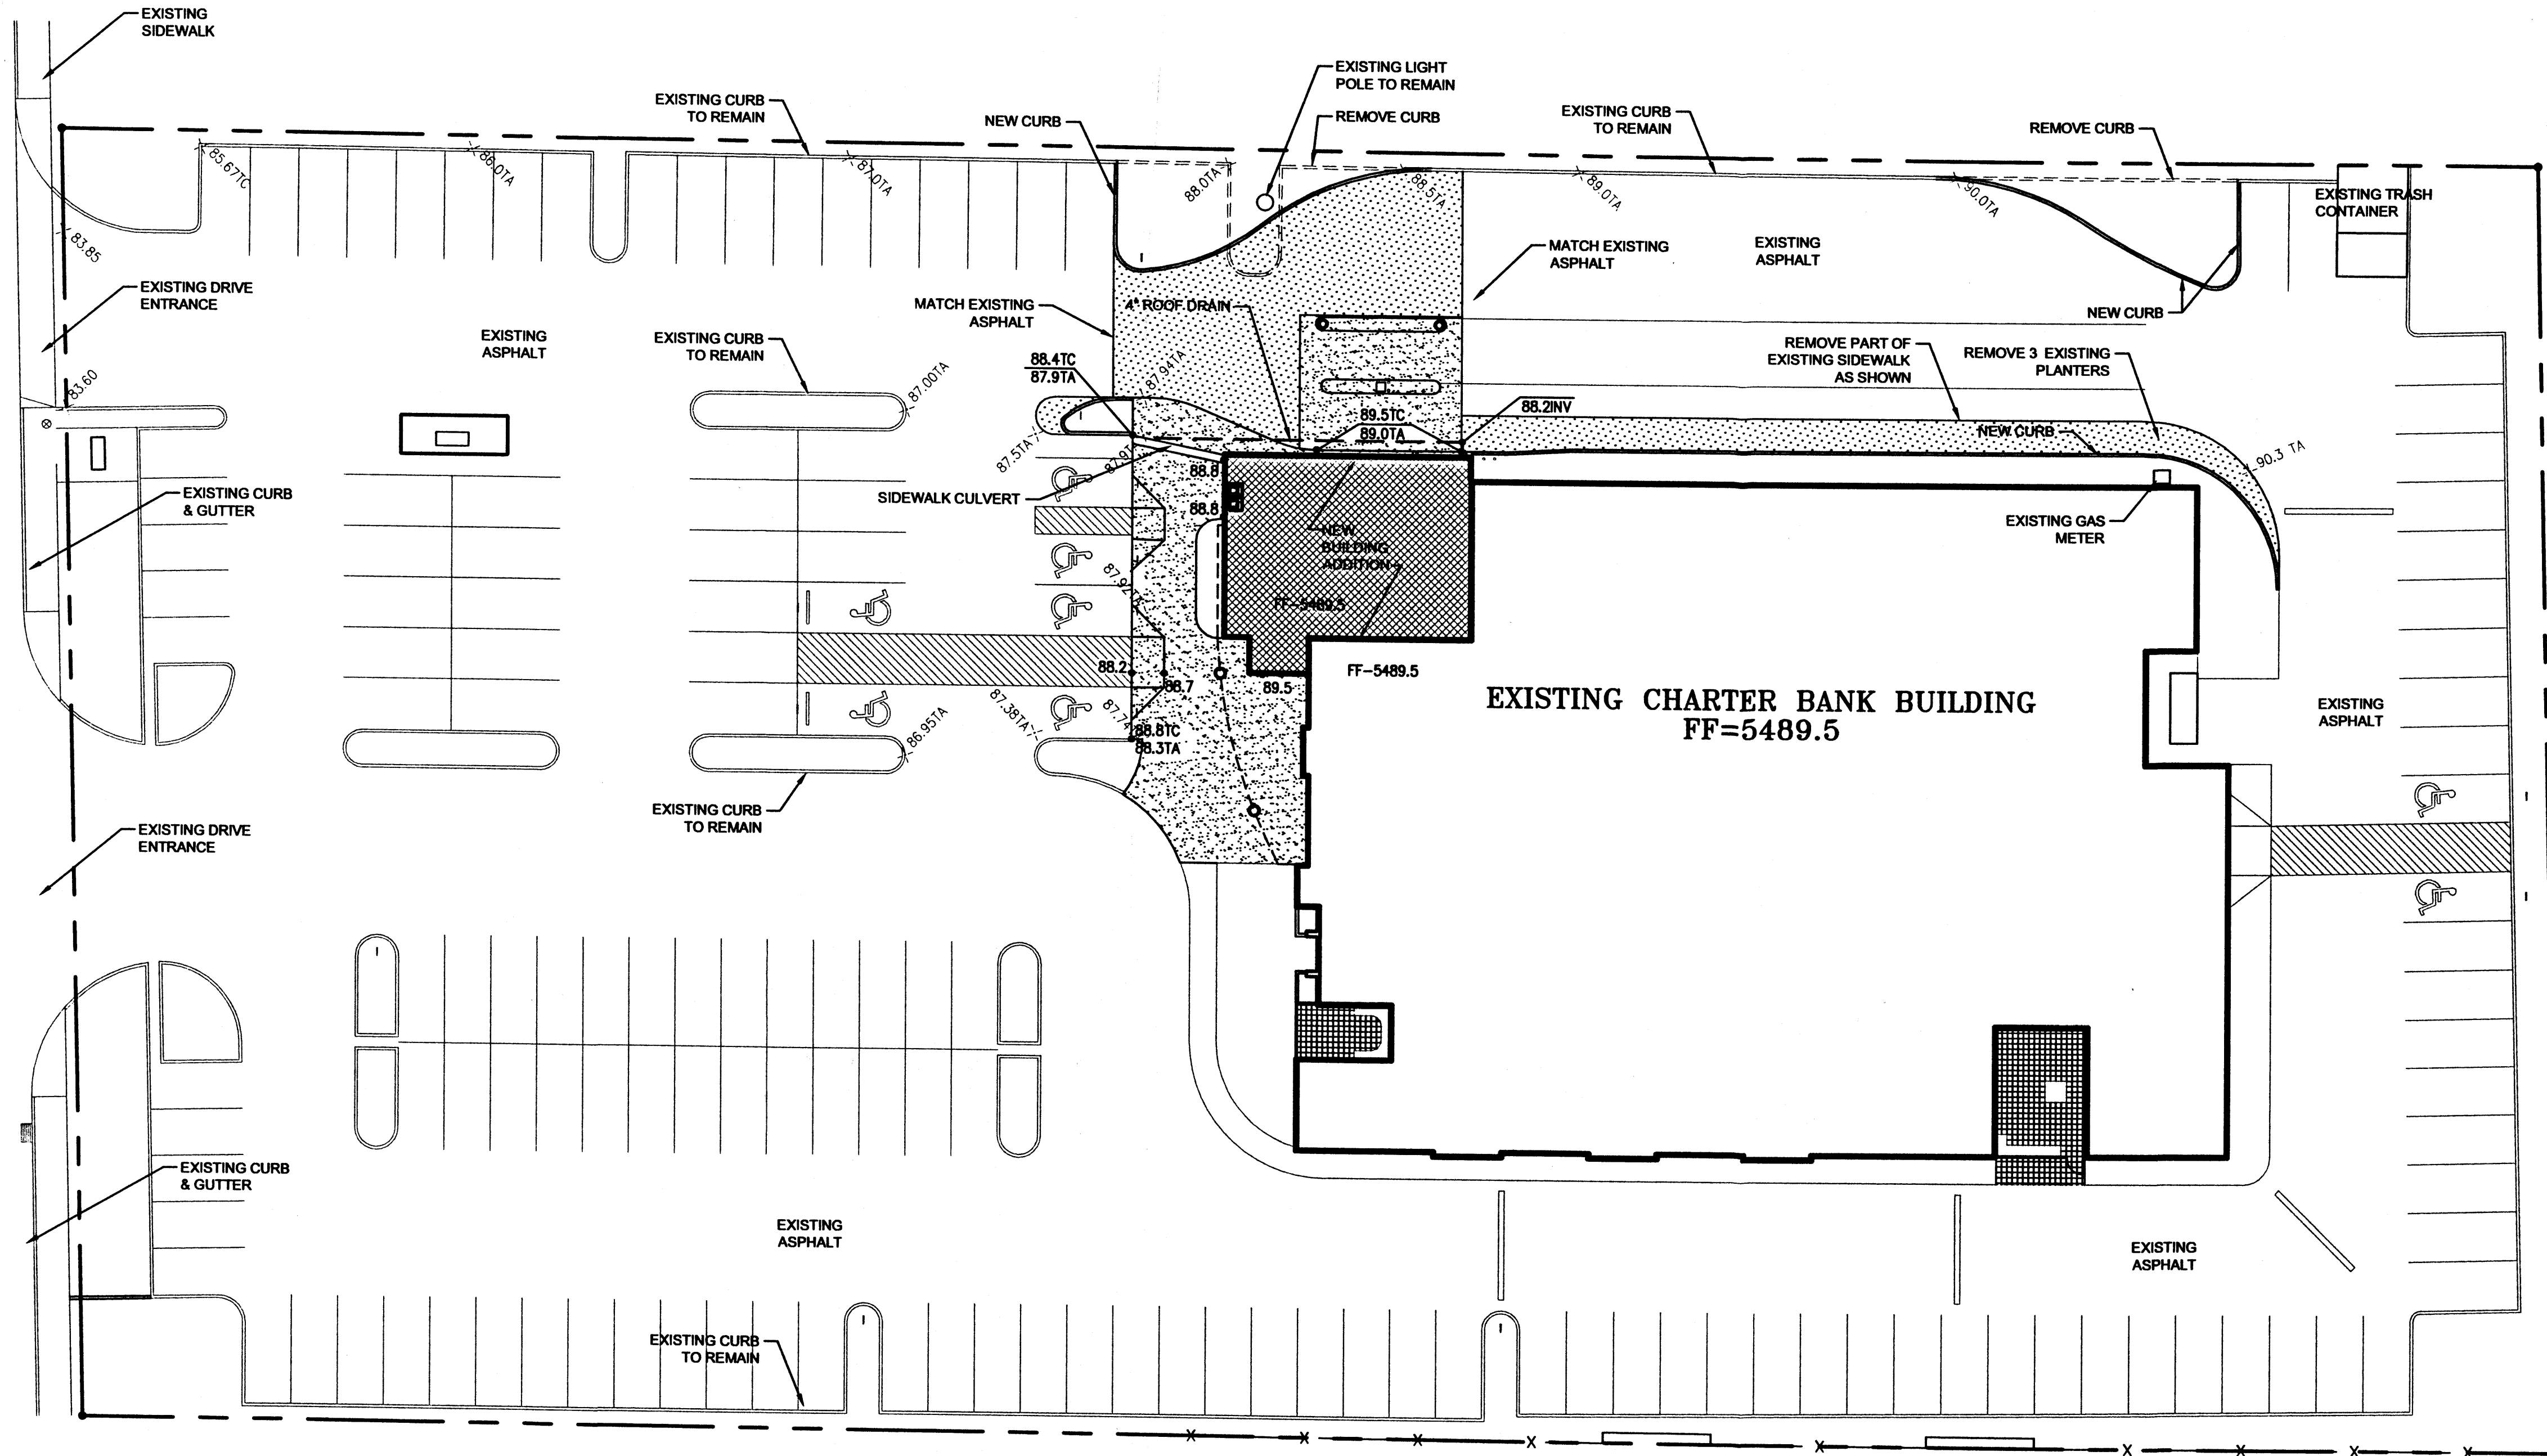 EXISTING
SIDEWALK
EXISTING LIGHT
POLE TO REMAIN
EXISTING CURB
TO REMAIN
NEW CURB
REMOVE CURB
EXISTING CURB
TO REMAIN
REMOVE CURB
85.67TC
86.0TA
87.0TA
88.0TA
88.5TA
89.0TA
90.0TA
EXISTING TRASH
CONTAINER
83.85
MATCH EXISTING
ASPHALT
EXISTING
ASPHALT
EXISTING DRIVE
ENTRANCE
MATCH EXISTING
ASPHALT
4" ROOF DRAIN
NEW CURB
EXISTING
ASPHALT
EXISTING CURB
TO REMAIN
88.4TC
87.9TA
87.94TA
REMOVE PART OF
EXISTING SIDEWALK
AS SHOWN
REMOVE 3 EXISTING
PLANTERS
83.60
87.00TA
89.5TC
89.0TA
88.2INV
NEW CURB
87.51TA
88.8
90.3 TA
EXISTING CURB
& GUTTER
SIDEWALK CULVERT
88.8
EXISTING GAS
METER
NEW
BUILDING
ADDITION
FF-5489.5
88.2
88.7
89.5
FF-5489.5
EXISTING CHARTER BANK BUILDING
FF=5489.5
EXISTING
ASPHALT
86.95TA
87.38TA
87.74
88.8TC
88.3TA
EXISTING CURB
TO REMAIN
EXISTING DRIVE
ENTRANCE
EXISTING CURB
& GUTTER
EXISTING
ASPHALT
EXISTING
ASPHALT
EXISTING CURB
TO REMAIN
X X X X X X X X X